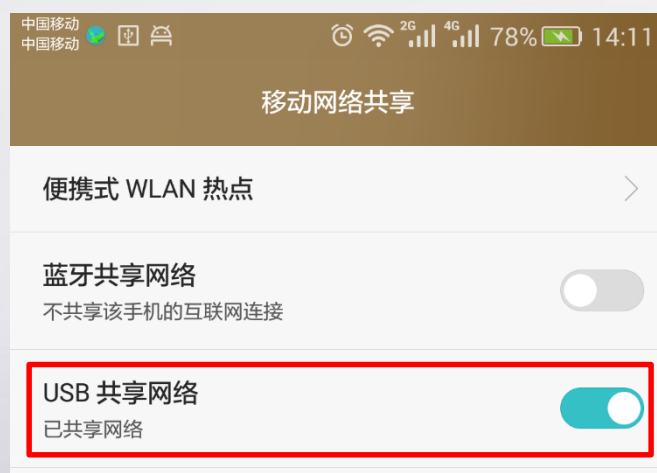 中国移动
中国移动
2G 4G 78% 14:11
移动网络共享
便携式 WLAN 热点
蓝牙共享网络
不共享该手机的互联网连接
USB 共享网络
已共享网络